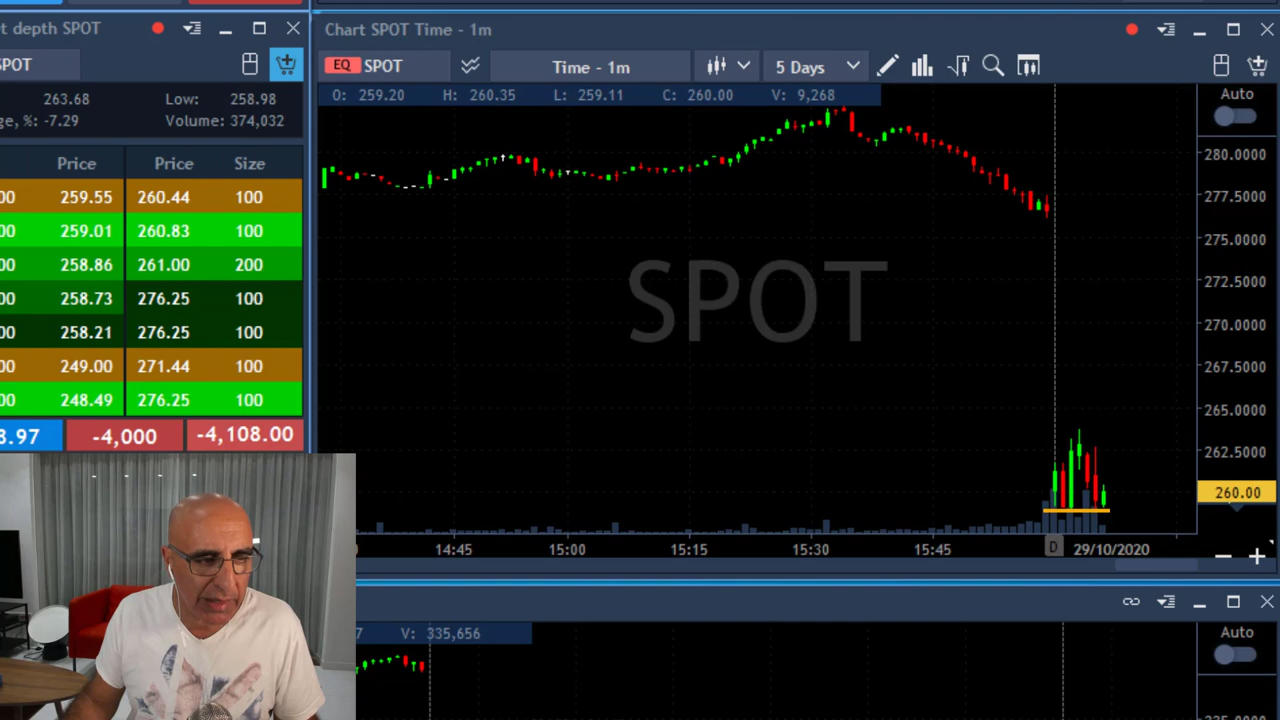 t depth SPOT
SPOT
263.68 Low: 258.98
ge, %: -7.29 Volume: 374,032
Price Price Size
00 259.55 260.44 100
00 259.01 260.83 100
00 258.86 261.00 200
00 258.73 276.25 100
00 258.21 276.25 100
00 249.00 271.44 100
00 248.49 276.25 100
8.97 -4,000 -4,108.00
Chart SPOT Time - 1m
EQ SPOT Time - 1m 5 Days
O: 259.20 H: 260.35 L: 259.11 C: 260.00 V: 9,268
Auto
SPOT
280.0000
277.5000
275.0000
272.5000
270.0000
267.5000
265.0000
262.5000
260.00
14:45 15:00 15:15 15:30 15:45 D 29/10/2020
7 V: 335,656
Auto
335.0000